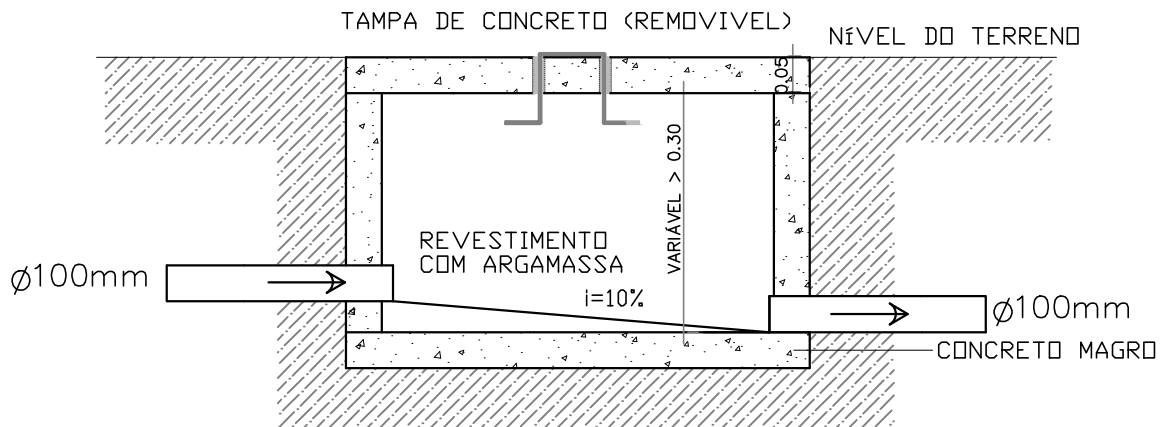 TAMPA DE CONCRETO (REMOVIVEL)
NíVEL DO TERRENO
0.05
VARIÁVEL > 0.30
REVESTIMENTO
COM ARGAMASSA
i=10%
ø100mm
ø100mm
CONCRETO MAGRO